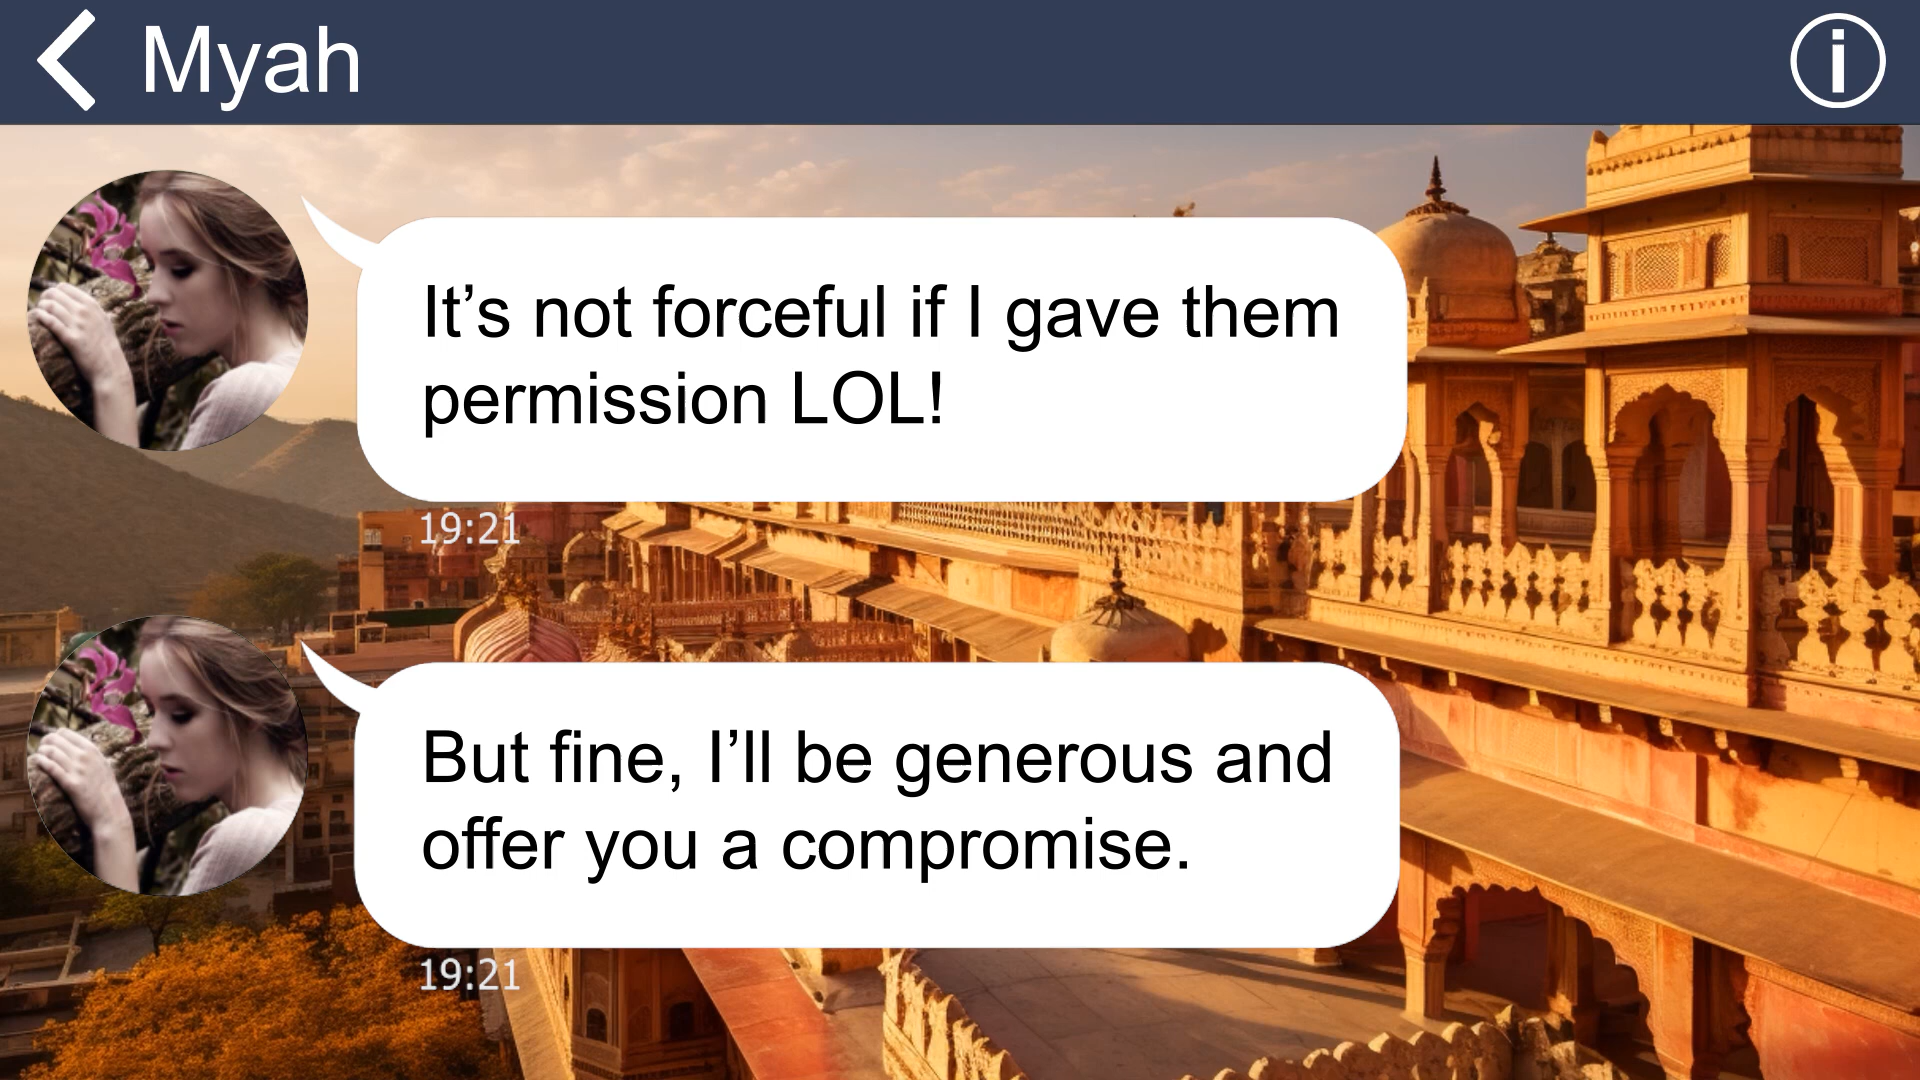 Myah
It’s not forceful if I gave them
permission LOL!
19:21
But fine, I’ll be generous and
offer you a compromise.
19:21